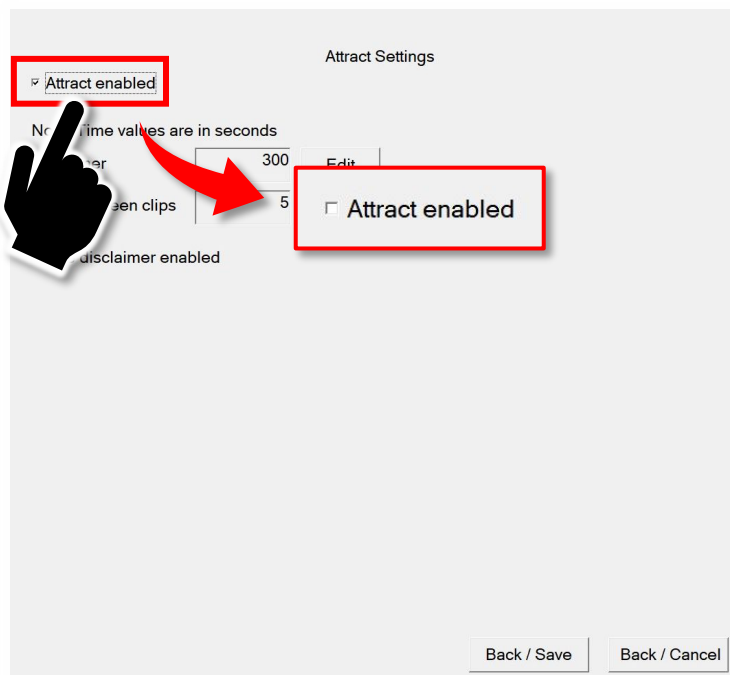 Attract Settings
Attract enabled
Time values are in seconds
300 Edit
clips 5
Attract enabled
disclaimer enabled
Back / Save Back / Cancel